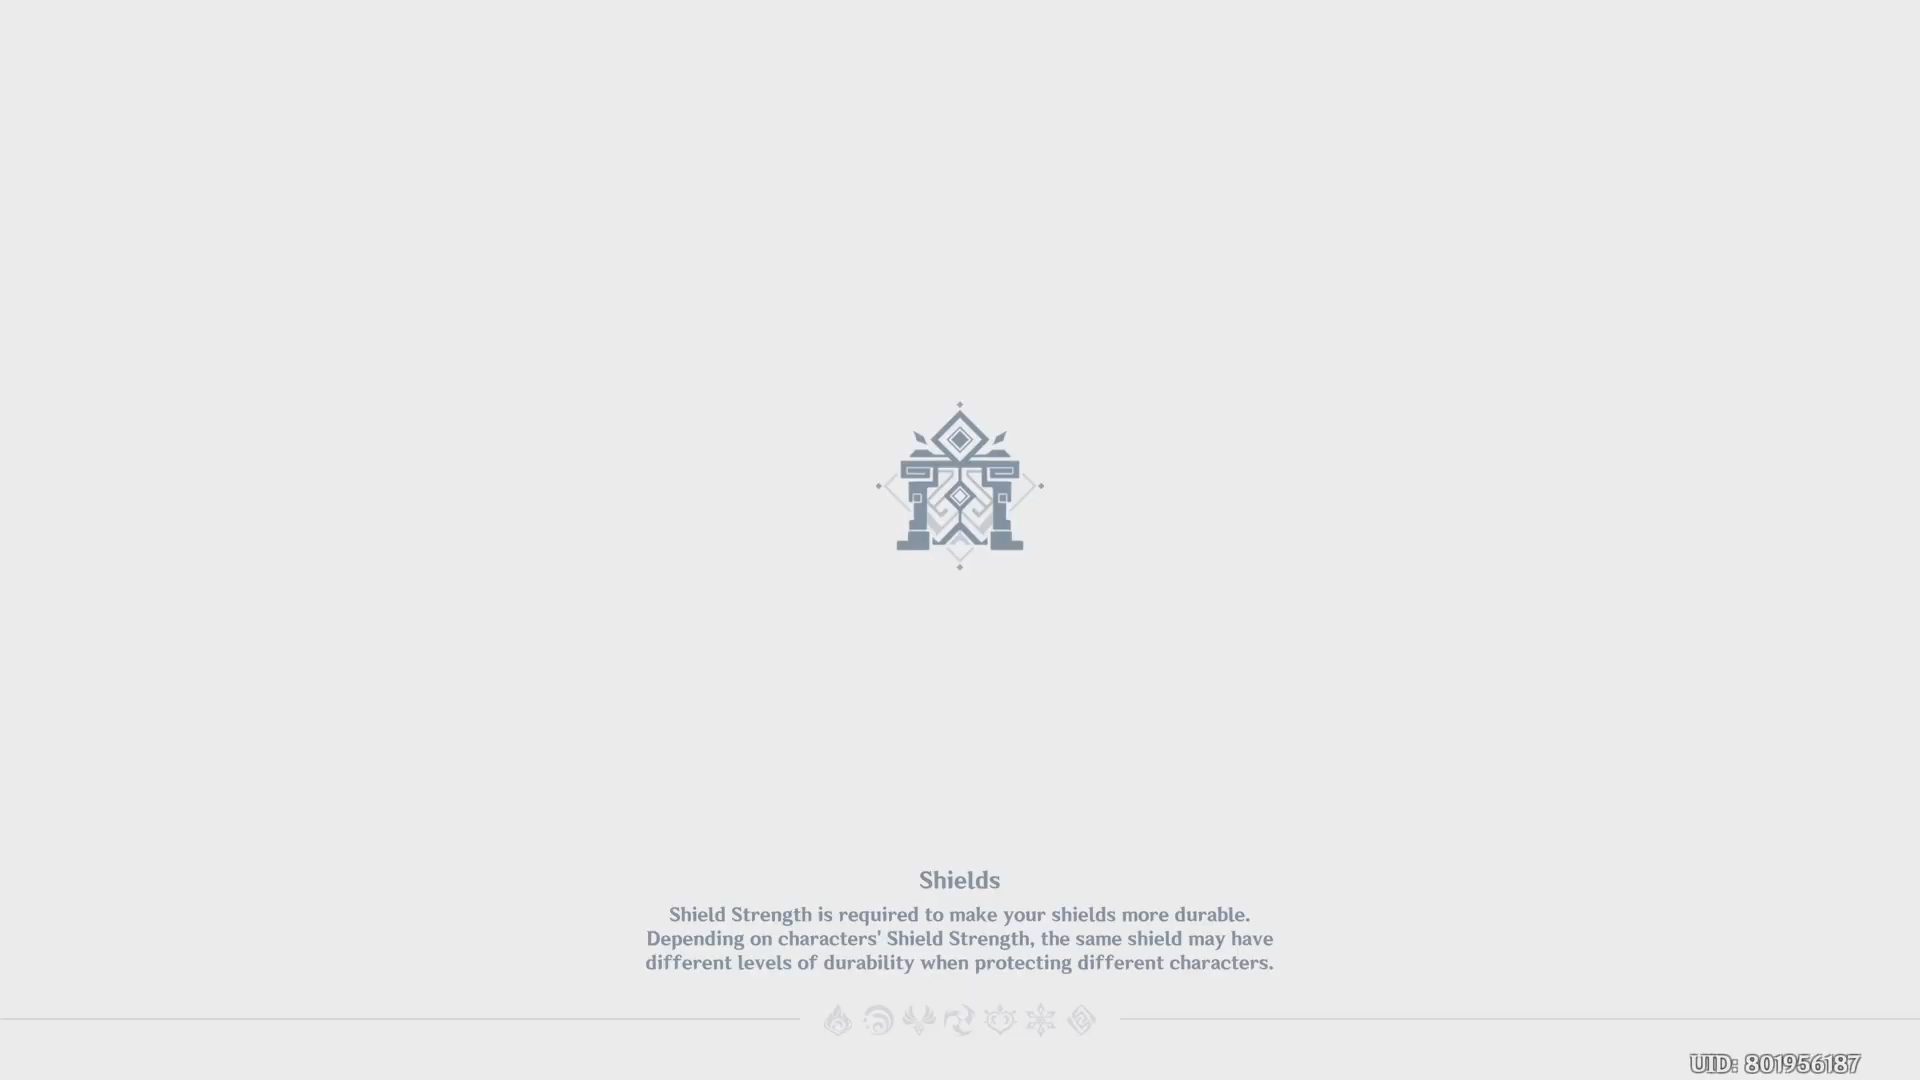 Shields
Shield Strength is required to make your shields more durable.
Depending on characters' Shield Strength, the same shield may have
different levels of durability when protecting different characters.
UID: 801956187